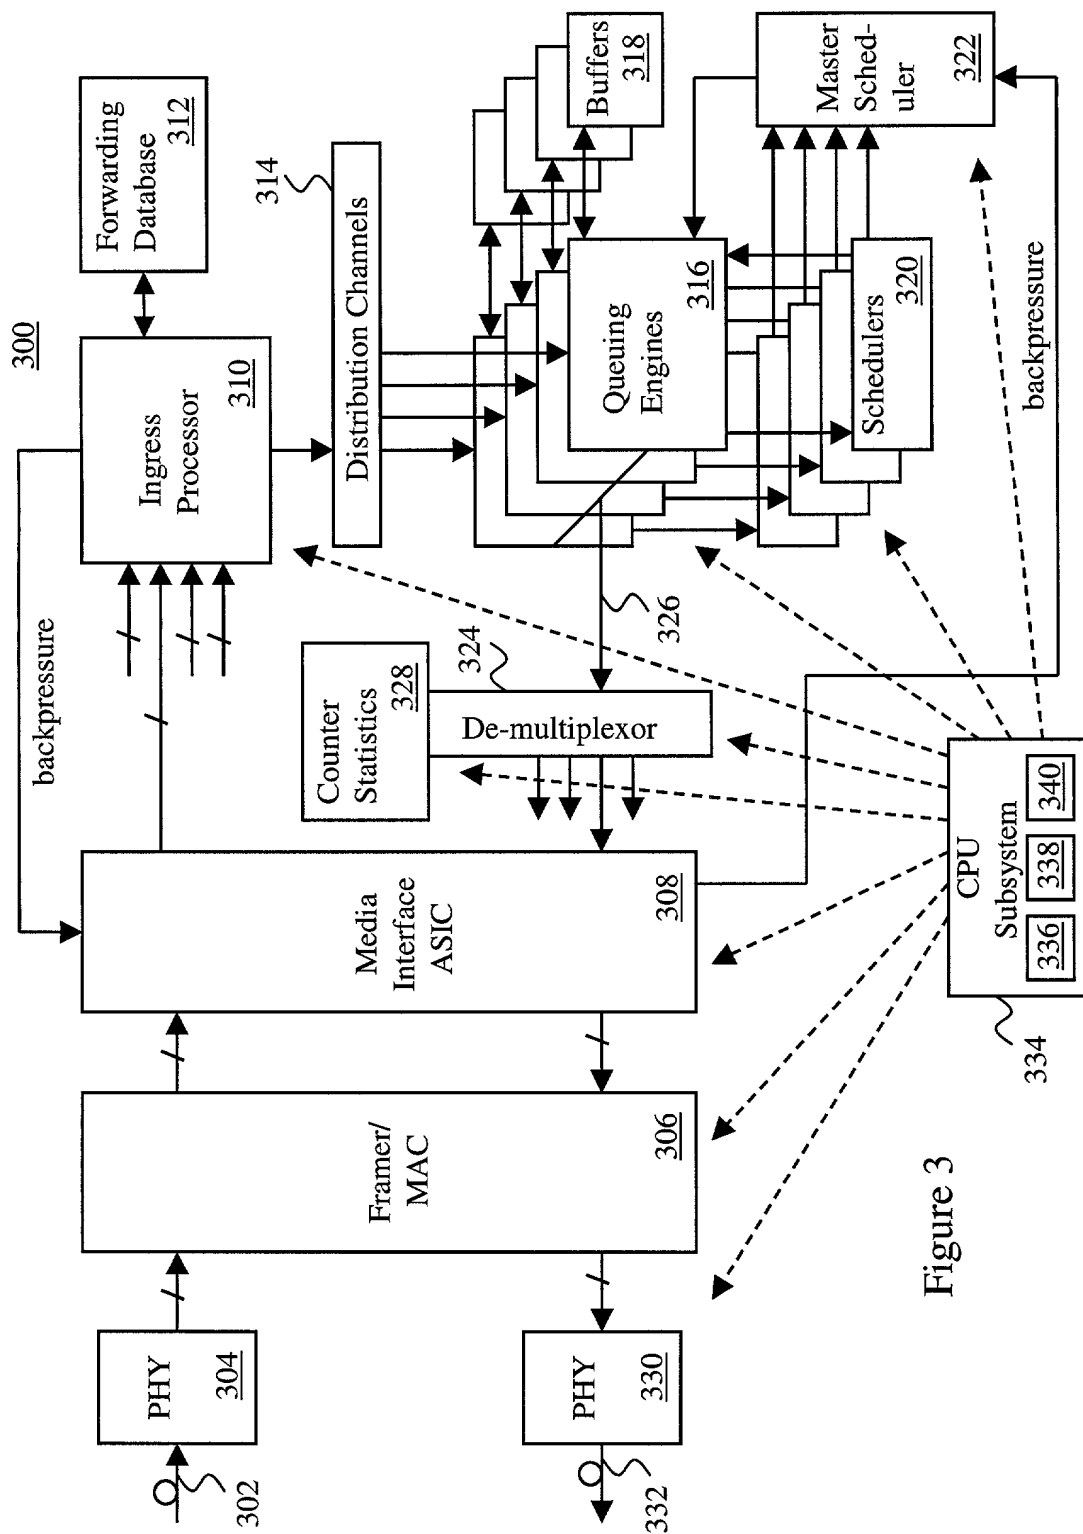 300
backpressure
Forwarding
Database
312
Ingress
Processor
310
314
Distribution Channels
Buffers
318
Queuing
Engines
316
Master
Sched-
uler
322
Schedulers
320
backpressure
326
324
De-multiplexor
Counter
Statistics
328
Media
Interface
ASIC
308
Framer/
MAC
306
PHY
304
302
PHY
330
332
CPU
Subsystem
336
338
340
334
Figure 3